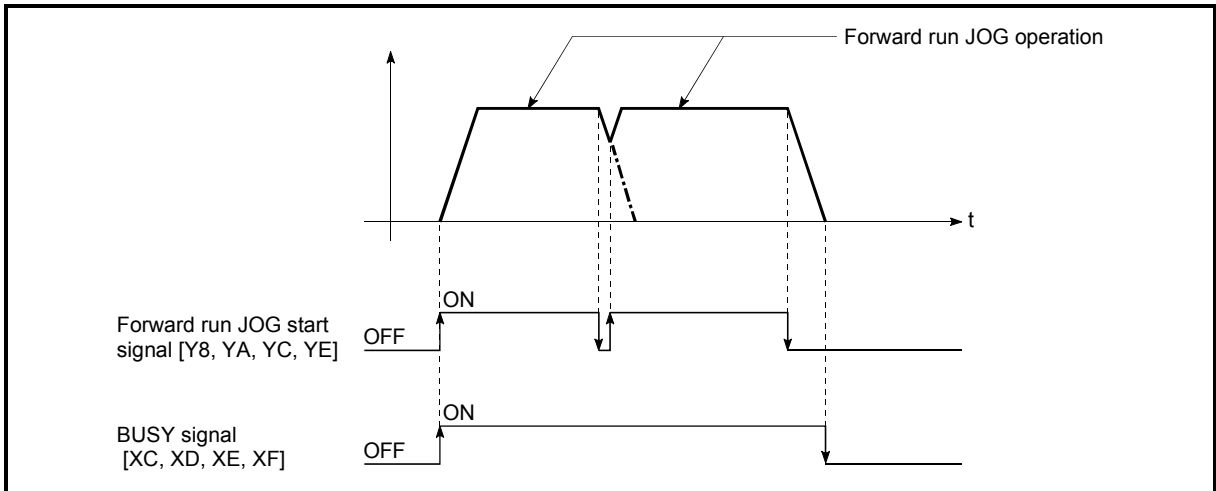 Forward run JOG operation
t
ON
Forward run JOG start
signal [Y8, YA, YC, YE]
OFF
ON
BUSY signal
[XC, XD, XE, XF]
OFF